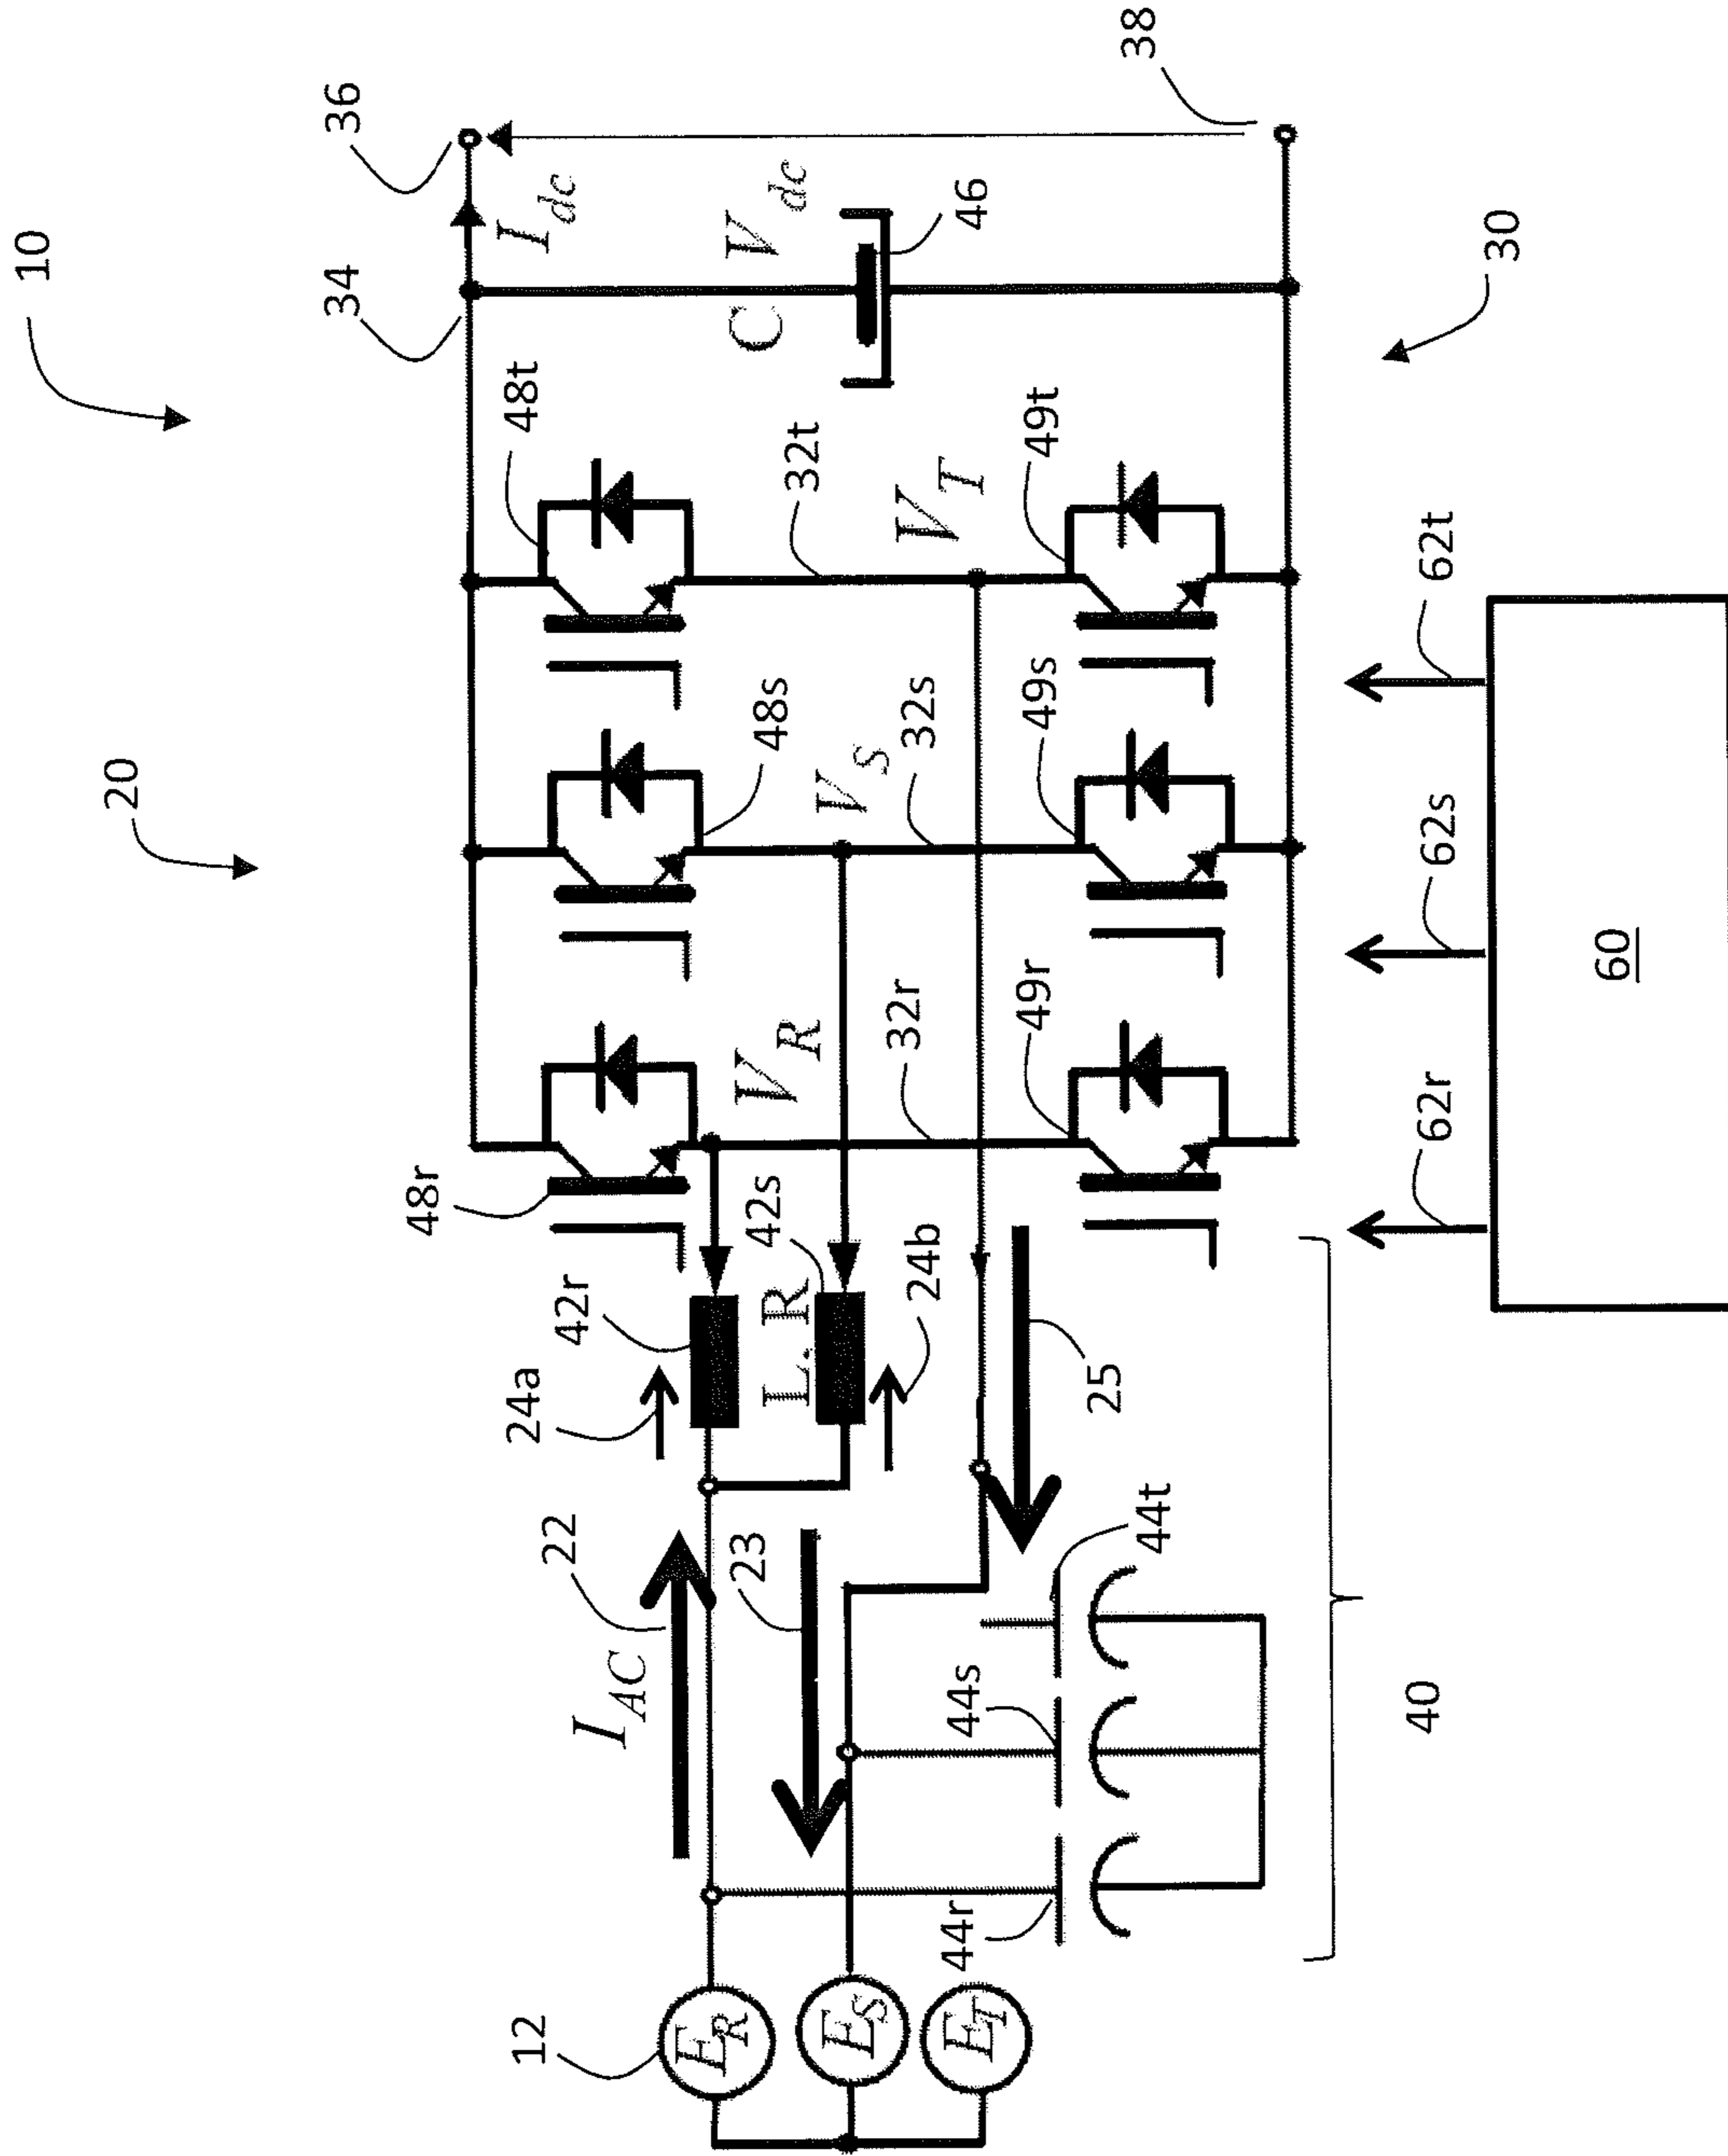 10
20
34
36
I_dc
48r
48s
48t
12
I_AC
22
24a
42r
42s
V_R
V_S
32t
C
V_dc
46
38
E_R
E_S
E_T
23
L. R
24b
32r
32s
V_T
44r
44s
44t
25
49r
49s
49t
30
40
62r
62s
62t
60